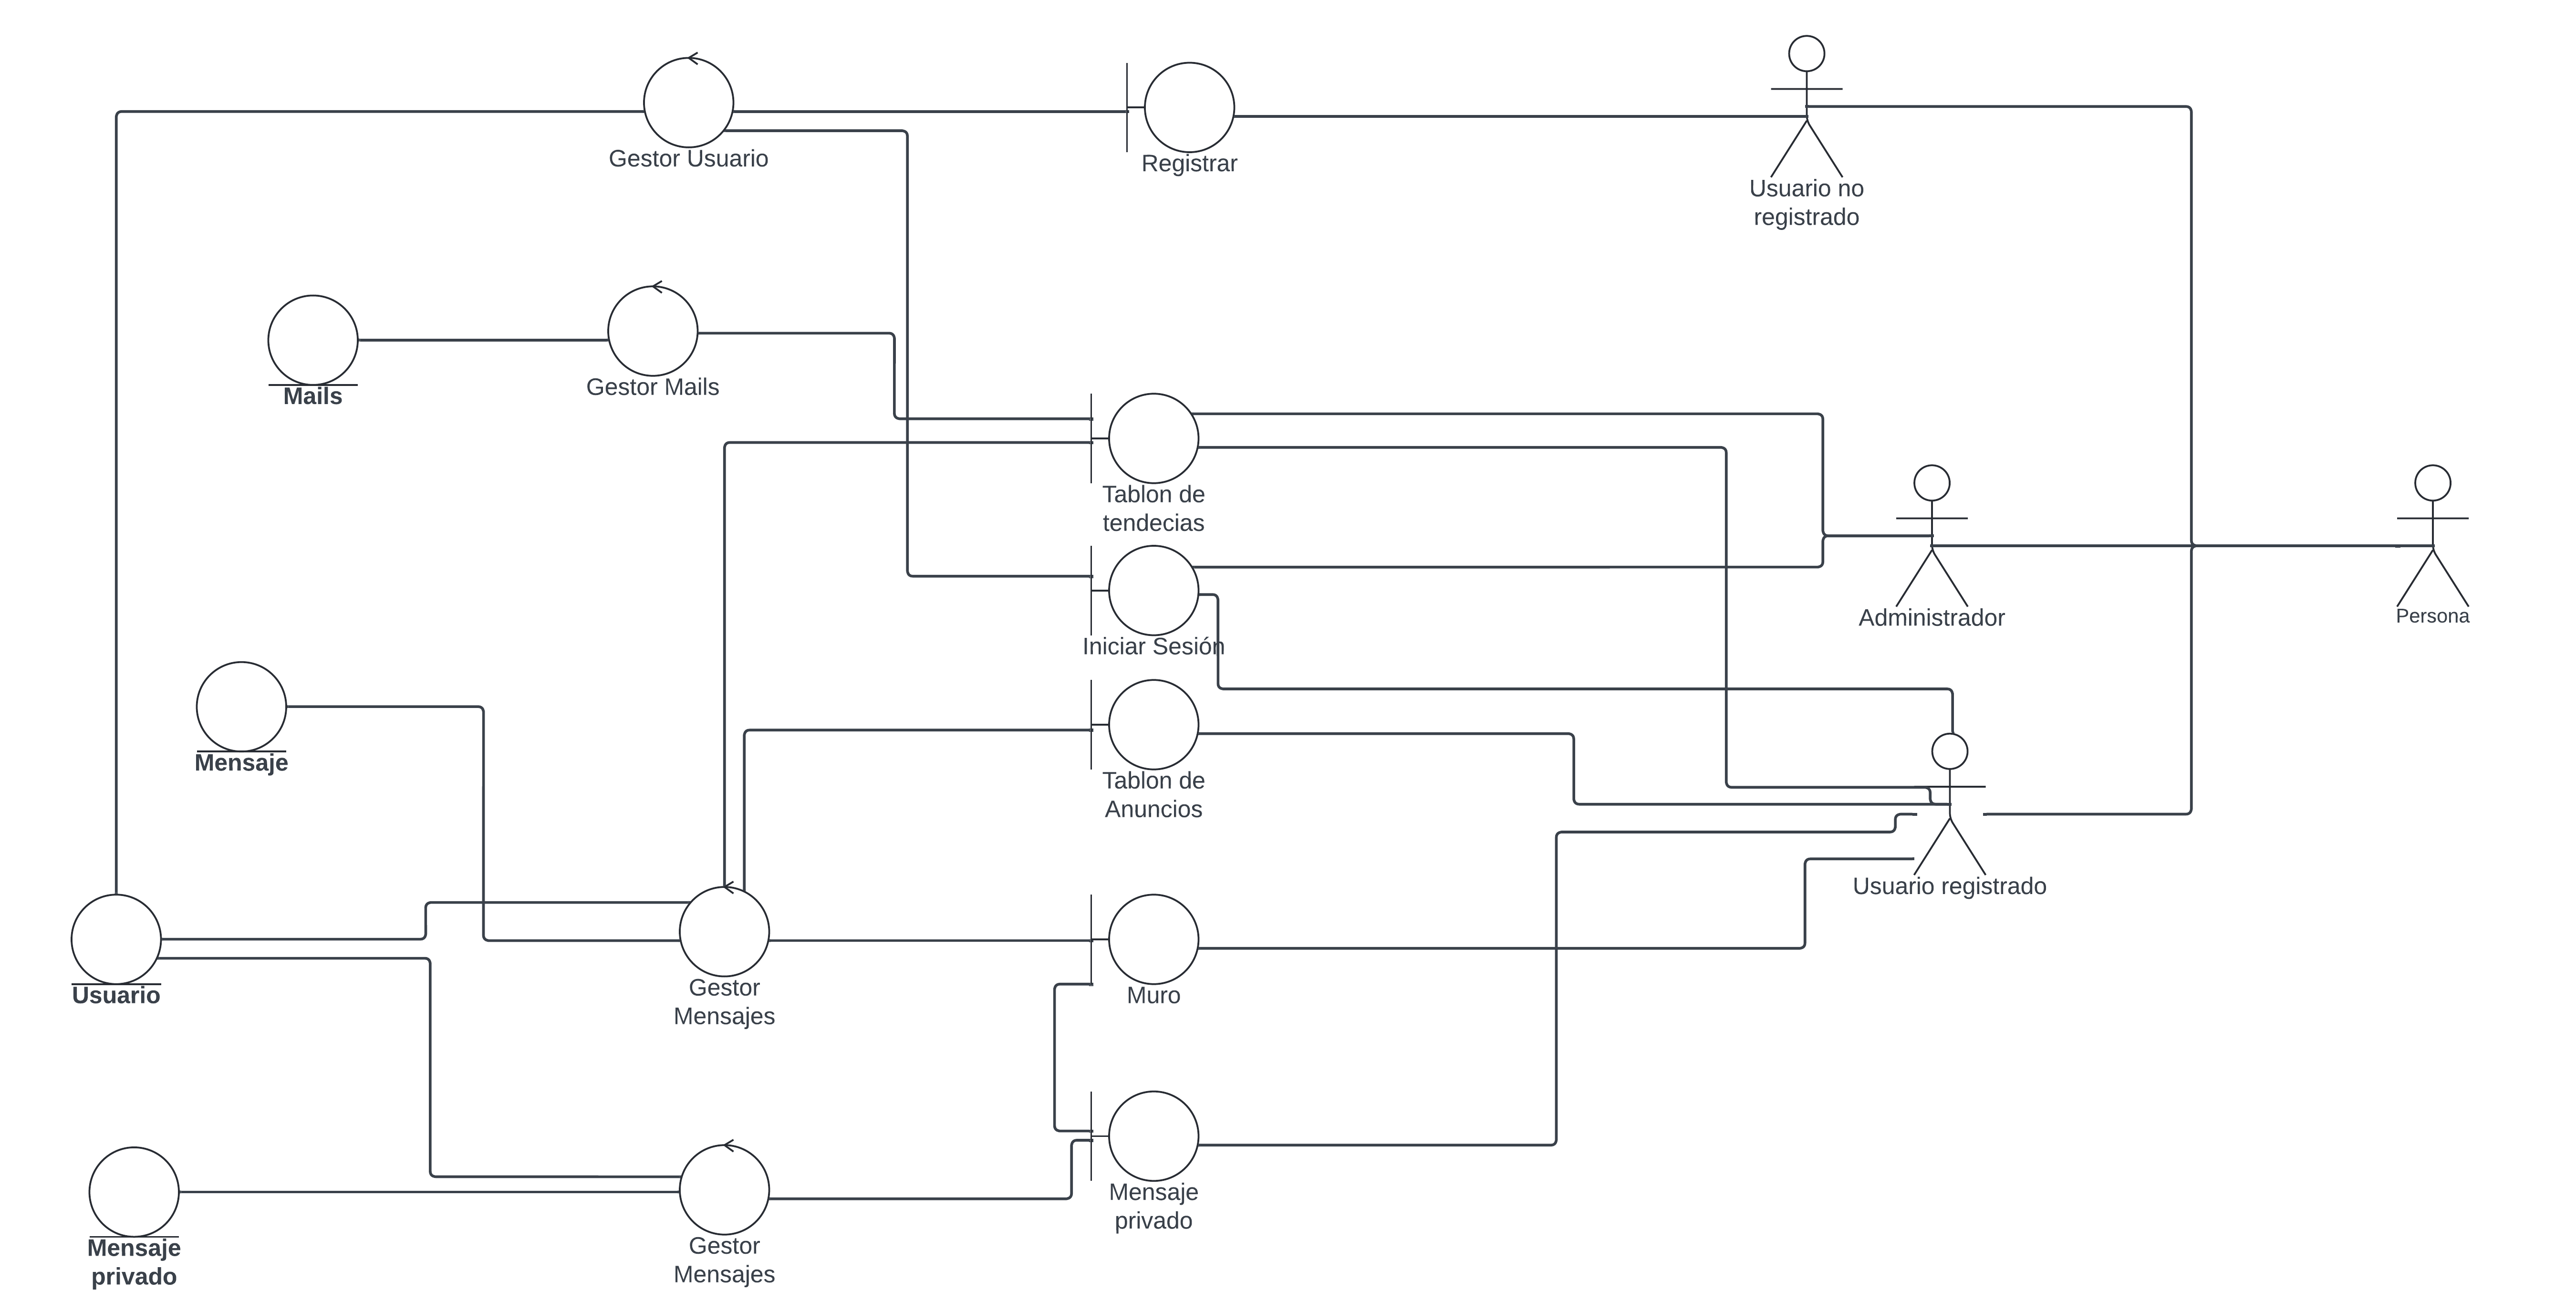 Gestor Usuario
Registrar
Usuario no
registrado
Mails
Gestor Mails
Tablon de
tendecias
Iniciar Sesión
Administrador
Persona
Mensaje
Tablon de
Anuncios
Usuario registrado
Usuario
Gestor
Mensajes
Muro
Mensaje
privado
Gestor
Mensajes
Mensaje
privado